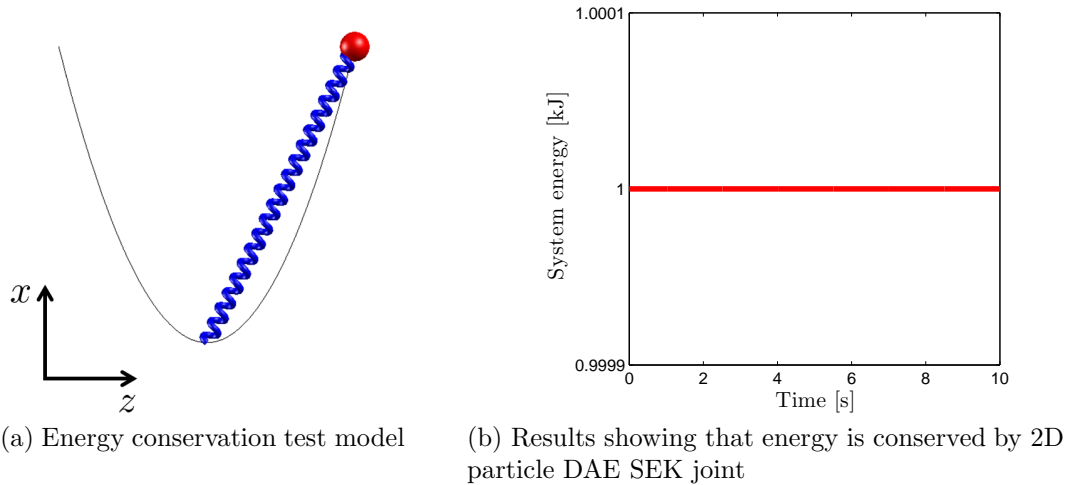 x
z
(a) Energy conservation test model
1.0001
1
0.9999
System energy [kJ]
0 2 4 6 8 10
Time [s]
(b) Results showing that energy is conserved by 2D
particle DAE SEK joint